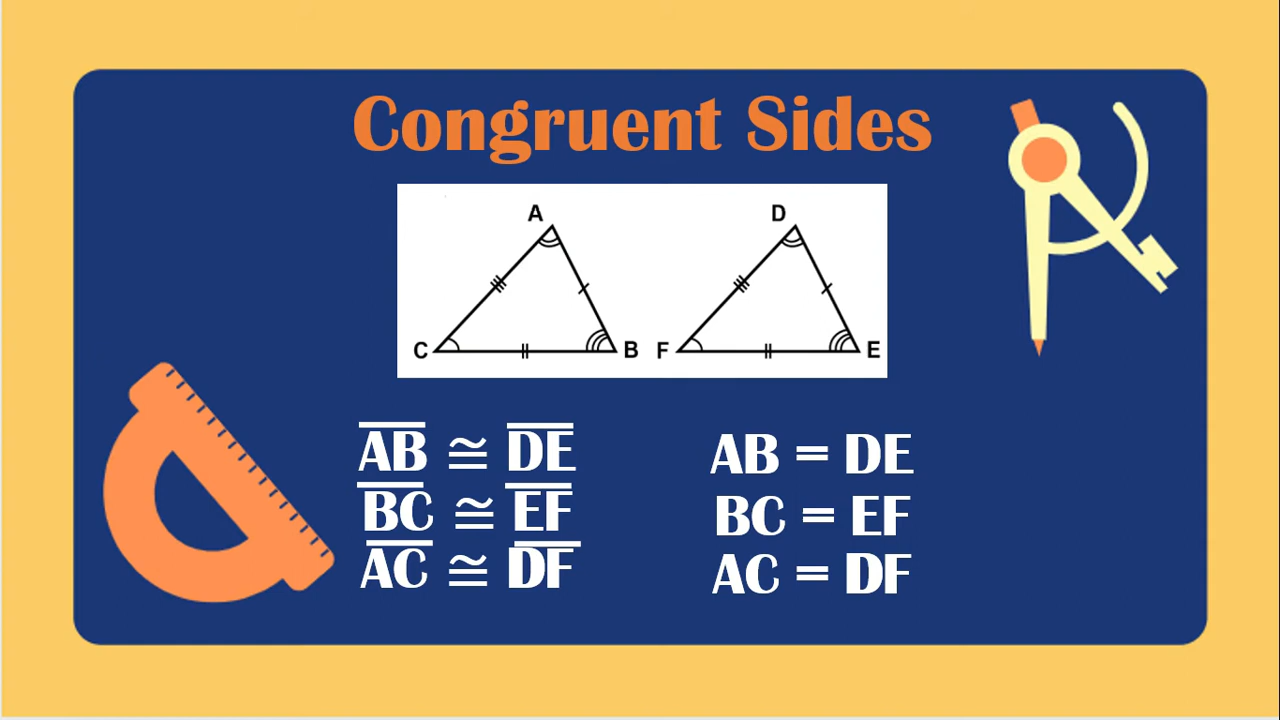 Congruent Sides
A D
C B F E
A̅B̅ ≅ D̅E̅ AB = DE
B̅C̅ ≅ E̅F̅ BC = EF
A̅C̅ ≅ D̅F̅ AC = DF